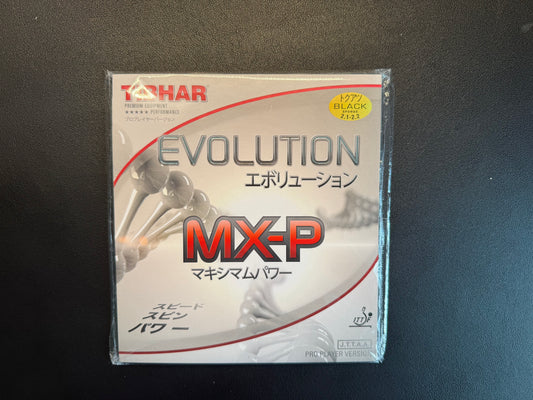 TIBHAR
PREMIUM EQUIPMENT
★★★★★ PERFORMANCE
プロプレイヤーバージョン
トクアツ
BLACK
SPONGE
2.1-2.2
EVOLUTION
エボリューション
MX-P
マキシマムパワー
スピード
スピン
パワー
ITTF
J.T.T.A.A.
PRO PLAYER VERSION